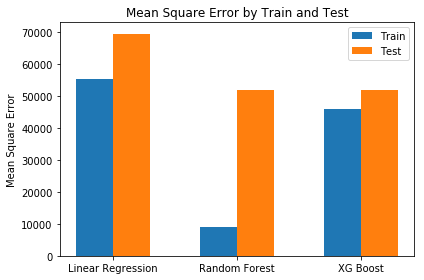 Mean Square Error by Train and Test
Train
Test
Mean Square Error
70000
60000
50000
40000
30000
20000
10000
0
Linear Regression
Random Forest
XG Boost